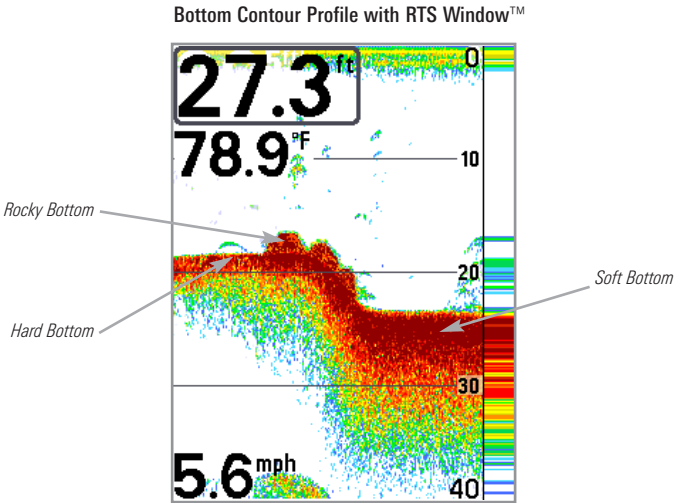 Bottom Contour Profile with RTS Window™
27.3 ft
0
78.9 °F
10
Rocky Bottom
20
Soft Bottom
Hard Bottom
30
5.6 mph
40